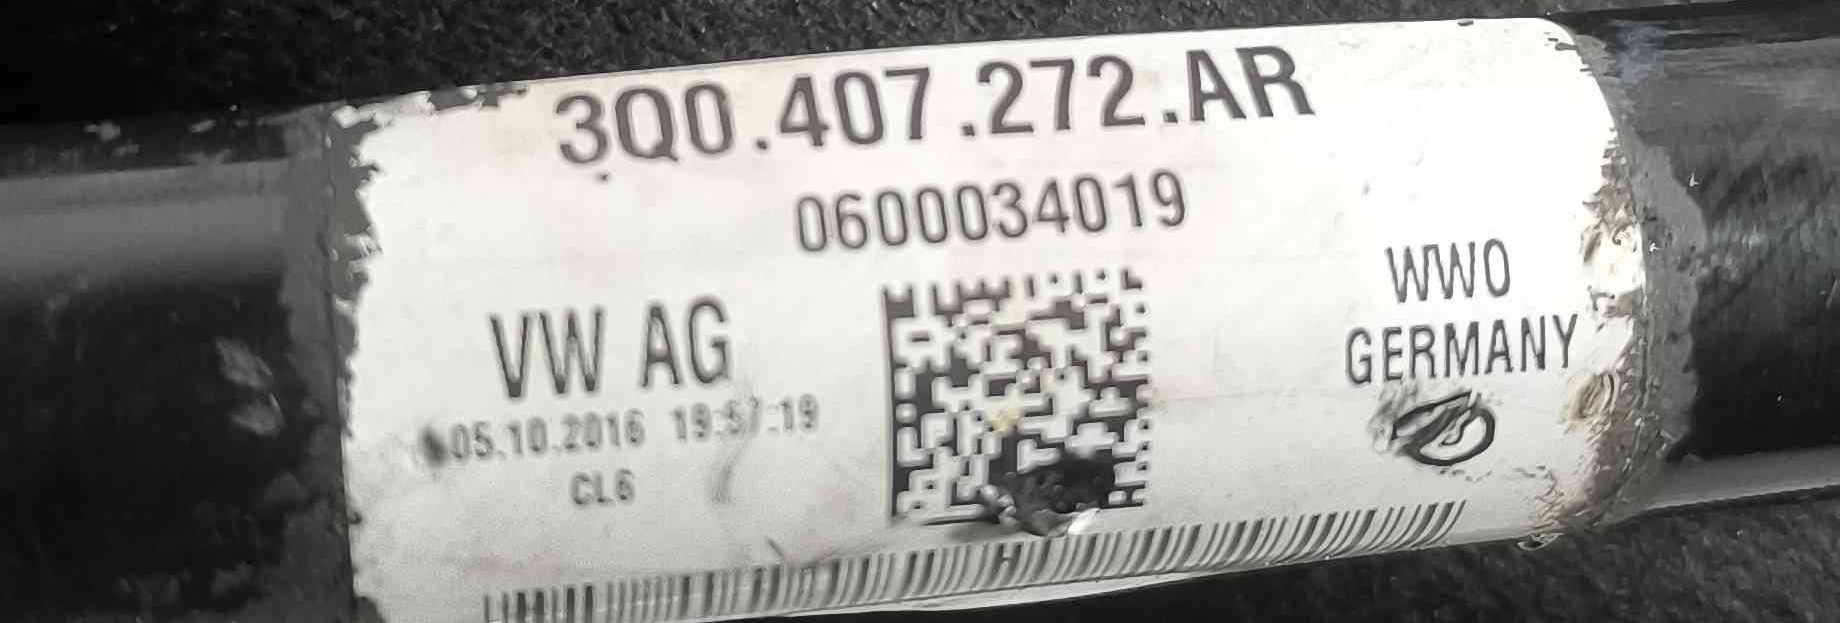 3Q0.407.272.AR
0600034019
WWO
GERMANY
VW AG
05.10.2016 19:57:19
CL6